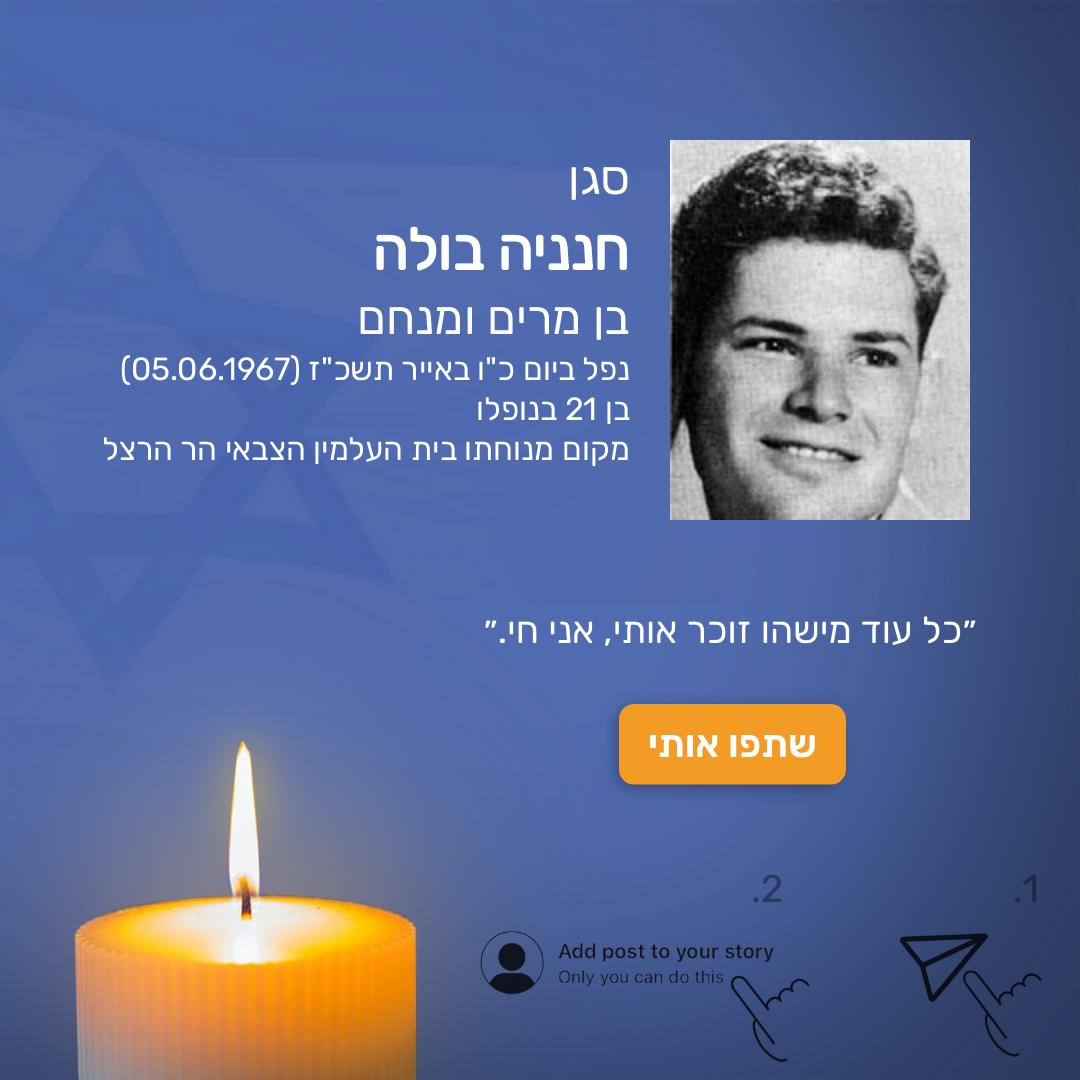 סגן
חנניה בולה
בן מרים ומנחם
נפל ביום כ"ו באייר תשכ"ז (05.06.1967)
בן 21 בנופלו
מקום מנוחתו בית העלמין הצבאי הר הרצל
״כל עוד מישהו זוכר אותי, אני חי.״
שתפו אותי
1.
2.
Add post to your story
Only you can do this